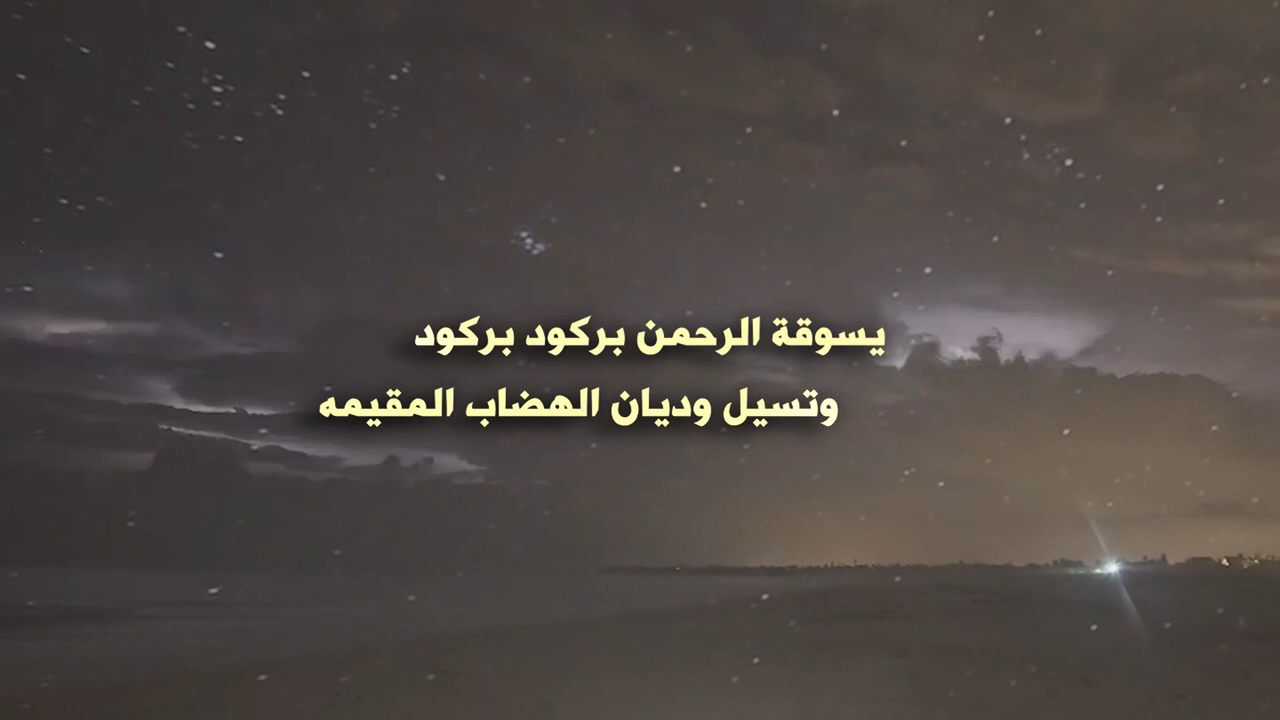 يسوقة الرحمن بركود بركود
وتسيل وديان الهضاب المقيمه